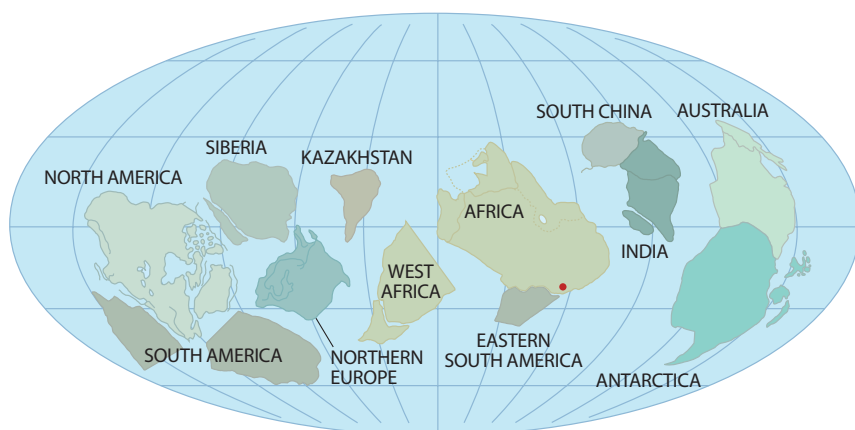 SOUTH CHINA
AUSTRALIA
SIBERIA
KAZAKHSTAN
NORTH AMERICA
AFRICA
INDIA
WEST
AFRICA
SOUTH AMERICA
NORTHERN
EUROPE
EASTERN
SOUTH AMERICA
ANTARCTICA